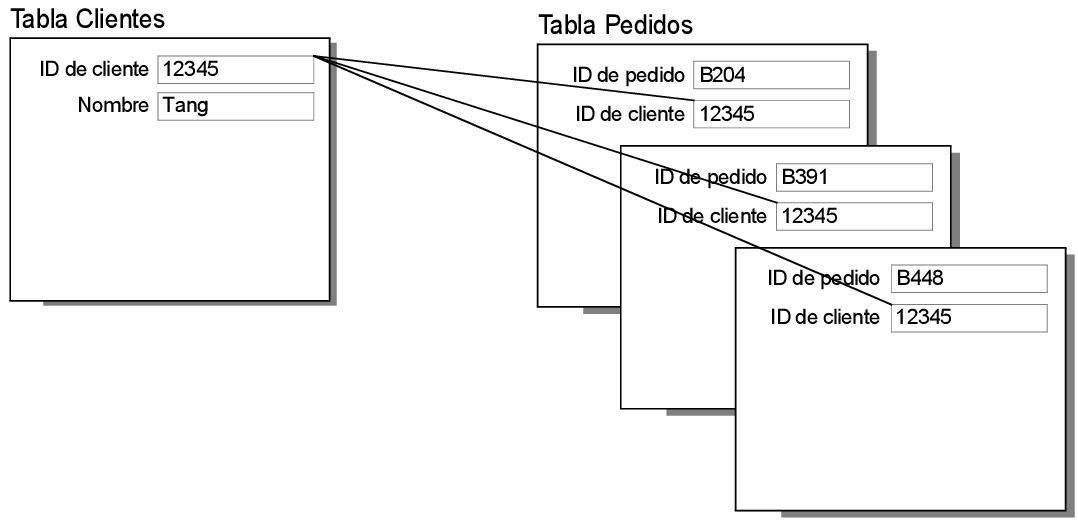 Tabla Clientes
ID de cliente 12345
Nombre Tang
Tabla Pedidos
ID de pedido B204
ID de cliente 12345
ID de pedido B391
ID de cliente 12345
ID de pedido B448
ID de cliente 12345